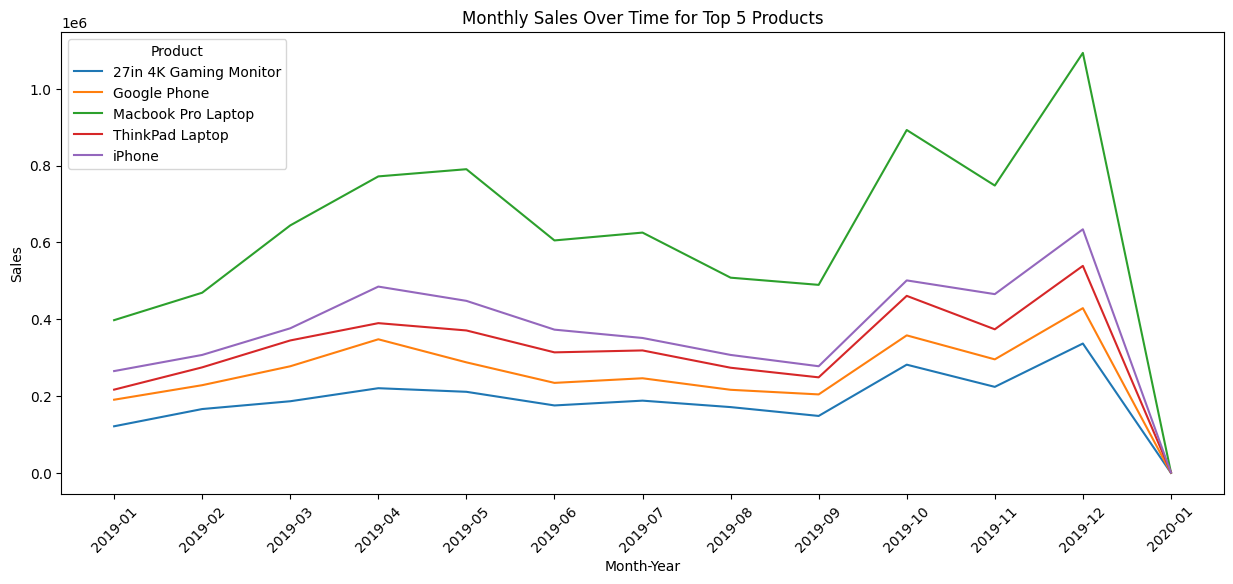 Monthly Sales Over Time for Top 5 Products
1e6
Product
27in 4K Gaming Monitor
Google Phone
Macbook Pro Laptop
ThinkPad Laptop
iPhone
Sales
1.0
0.8
0.6
0.4
0.2
0.0
2019-01
2019-02
2019-03
2019-04
2019-05
2019-06
2019-07
2019-08
2019-09
2019-10
2019-11
2019-12
2020-01
Month-Year